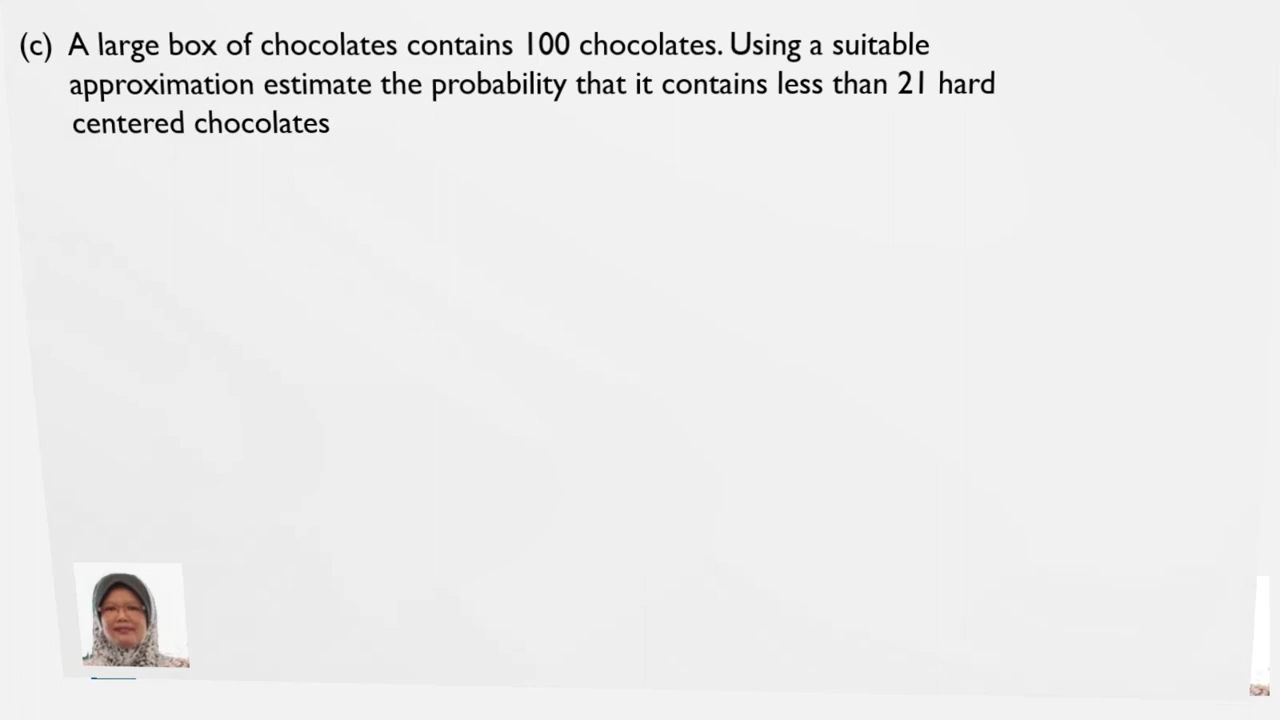 (c) A large box of chocolates contains 100 chocolates. Using a suitable
approximation estimate the probability that it contains less than 21 hard
centered chocolates